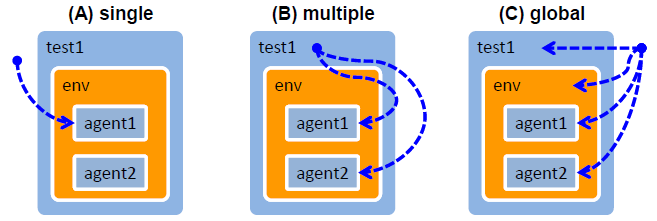 (A) single
(B) multiple
(C) global
test1
env
agent1
agent2
test1
env
agent1
agent2
test1
env
agent1
agent2